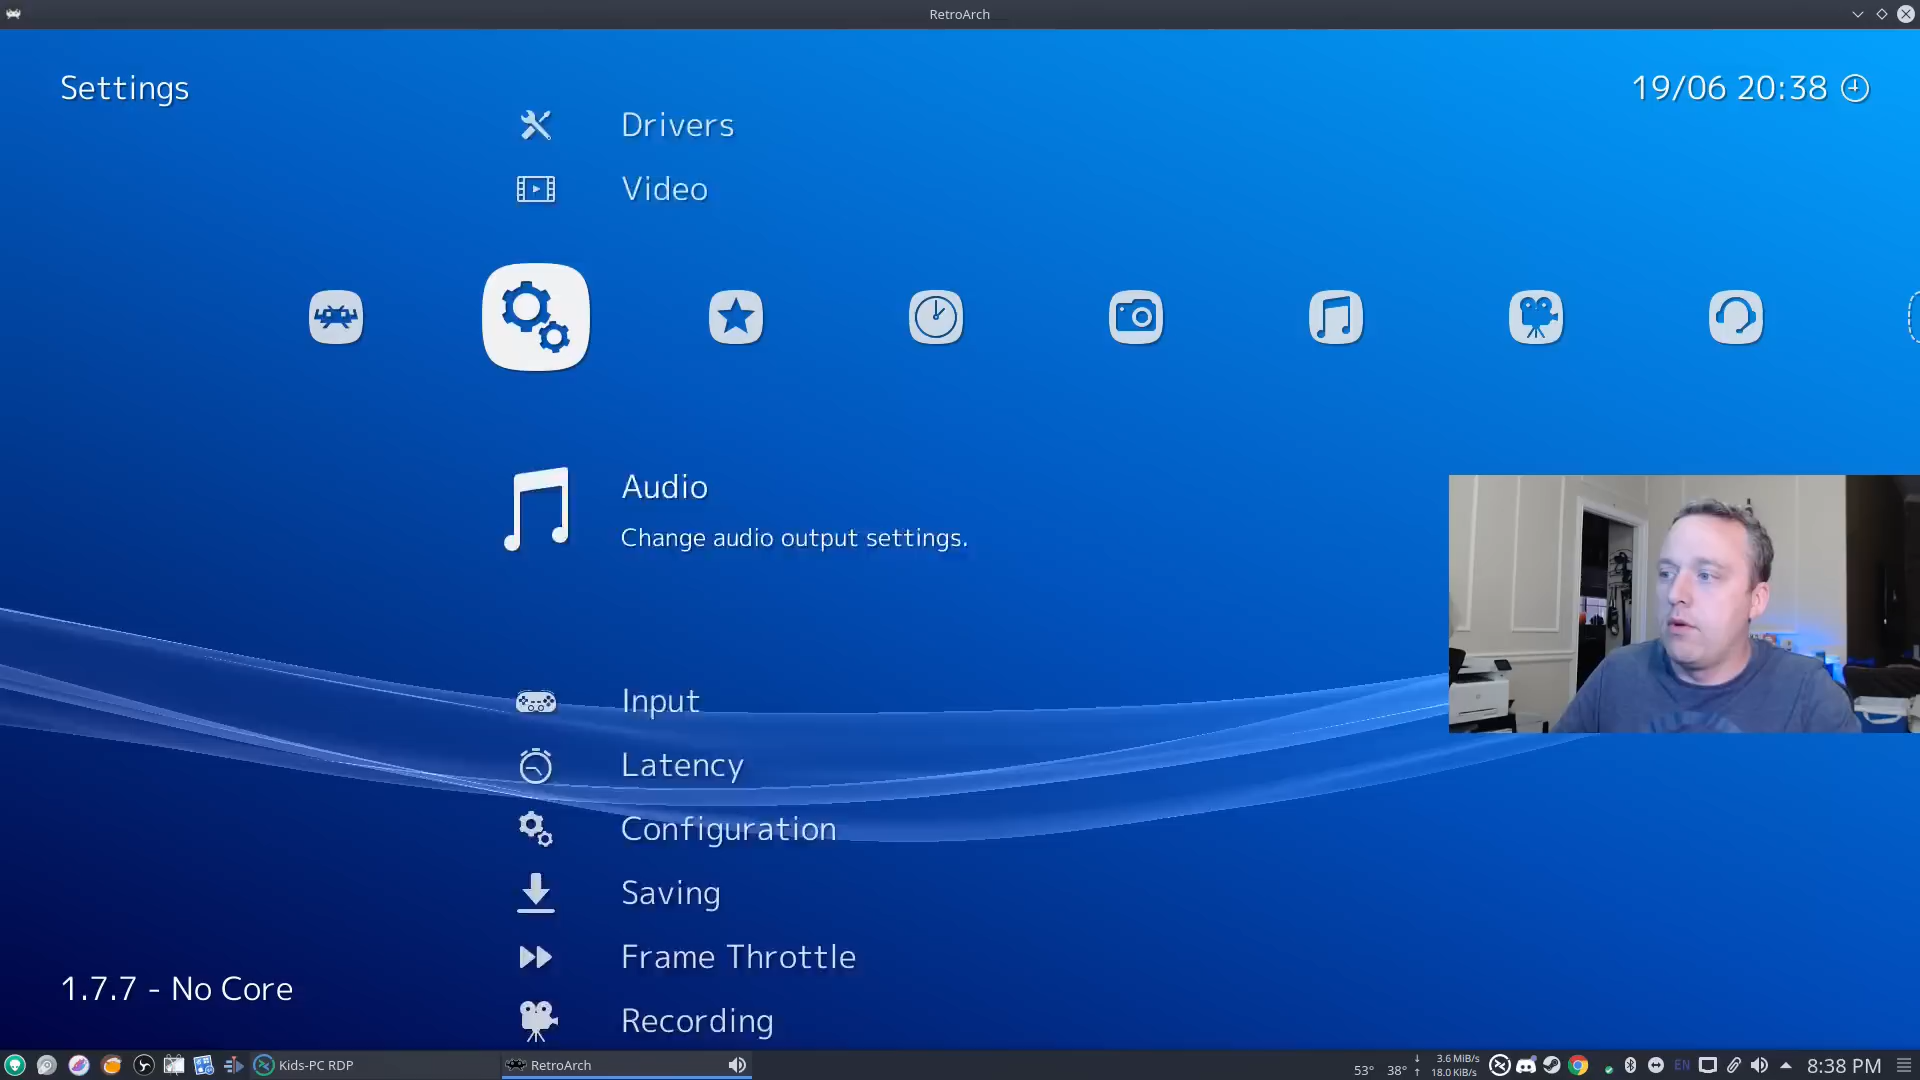 RetroArch
Settings
19/06 20:38
Drivers
Video
Audio
Change audio output settings.
Input
Latency
Configuration
Saving
Frame Throttle
Recording
1.7.7 - No Core
Kids-PC RDP
RetroArch
53° 38°
↓ 3.6 MiB/s
↑ 18.0 KiB/s
EN
8:38 PM